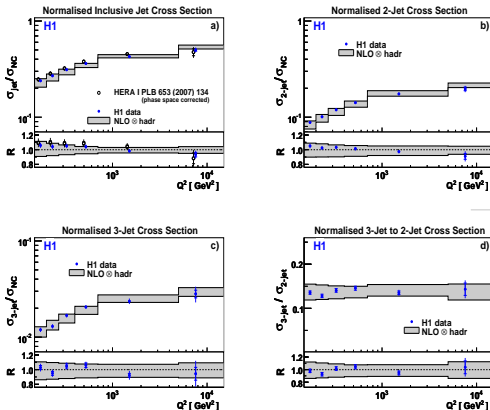 Normalised Inclusive Jet Cross Section
H1
a)
σjet/σNC
1
10⁻¹
HERA I PLB 653 (2007) 134
(phase space corrected)
H1 data
NLO ⊗ hadr
R
1.2
1.0
0.8
10³
10⁴
Q² [ GeV²]
Normalised 2-Jet Cross Section
H1
b)
σ2-jet/σNC
1
10⁻¹
H1 data
NLO ⊗ hadr
R
1.2
1.0
0.8
10³
10⁴
Q² [ GeV²]
Normalised 3-Jet Cross Section
H1
c)
σ3-jet/σNC
10⁻¹
10⁻²
H1 data
NLO ⊗ hadr
R
1.2
1.0
0.8
10³
10⁴
Q² [ GeV²]
Normalised 3-Jet to 2-Jet Cross Section
H1
d)
σ3-jet/σ2-jet
0.2
0.1
H1 data
NLO ⊗ hadr
R
1.2
1.0
0.8
10³
10⁴
Q² [ GeV²]